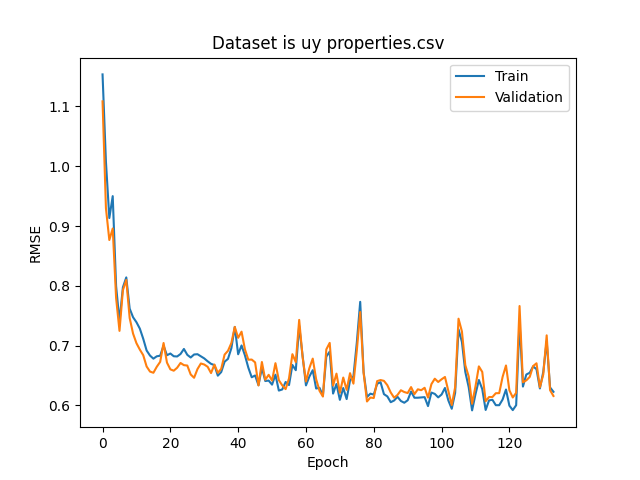 Dataset is uy properties.csv
Train
Validation
RMSE
1.1
1.0
0.9
0.8
0.7
0.6
0 20 40 60 80 100 120
Epoch